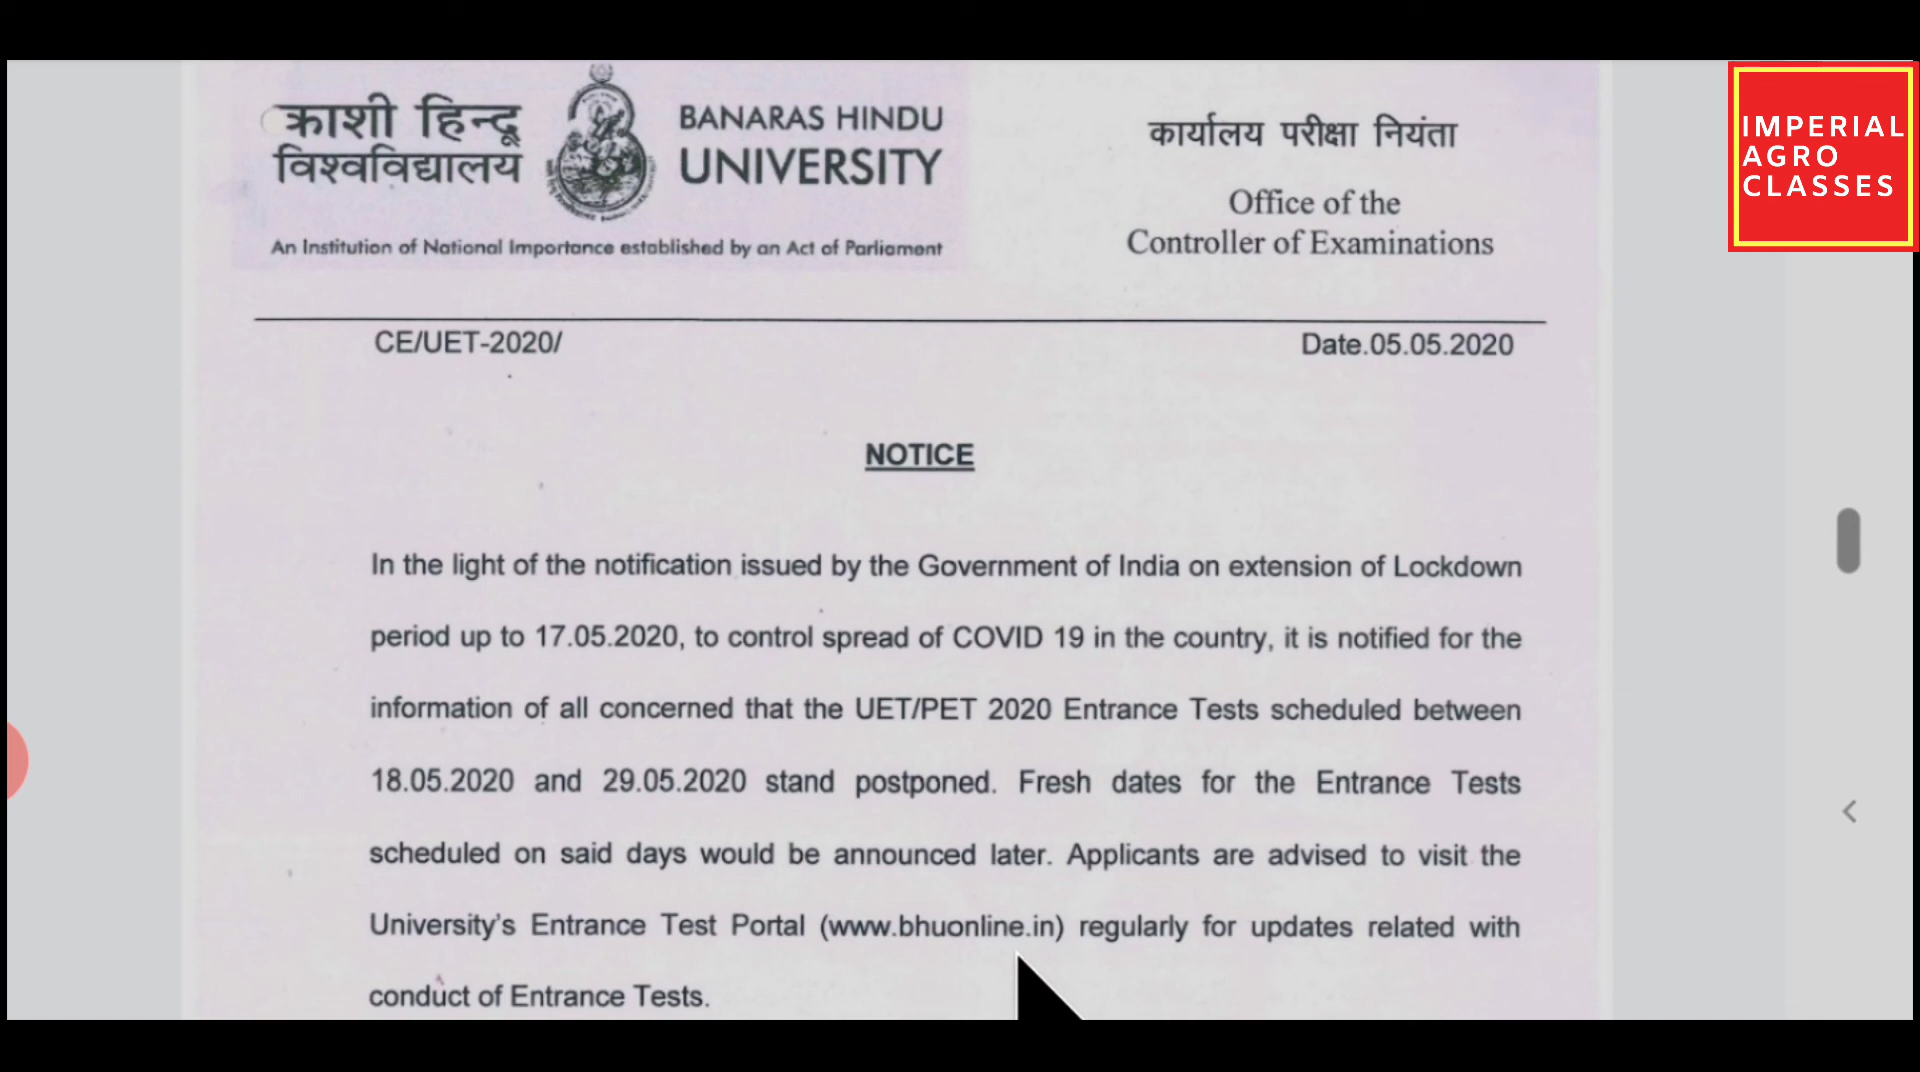 काशी हिन्दू
विश्वविद्यालय
BANARAS HINDU
UNIVERSITY
An Institution of National Importance established by an Act of Parliament
कार्यालय परीक्षा नियंता
Office of the
Controller of Examinations
IMPERIAL
AGRO
CLASSES
CE/UET-2020/
Date.05.05.2020
NOTICE
In the light of the notification issued by the Government of India on extension of Lockdown
period up to 17.05.2020, to control spread of COVID 19 in the country, it is notified for the
information of all concerned that the UET/PET 2020 Entrance Tests scheduled between
18.05.2020 and 29.05.2020 stand postponed. Fresh dates for the Entrance Tests
scheduled on said days would be announced later. Applicants are advised to visit the
University's Entrance Test Portal (www.bhuonline.in) regularly for updates related with
conduct of Entrance Tests.